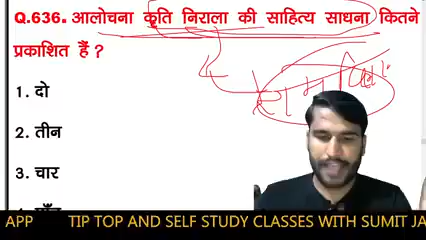 Q.636. आलोचना कृति निराला की साहित्य साधना कितने
प्रकाशित हैं ?
1. दो
2. तीन
3. चार
APP TIP TOP AND SELF STUDY CLASSES WITH SUMIT JA